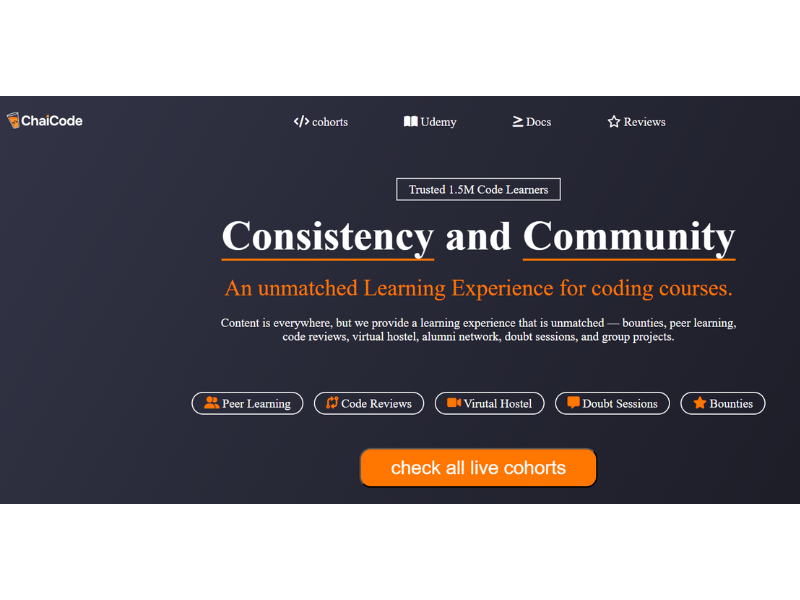 ChaiCode
cohorts
Udemy
Docs
Reviews
Trusted 1.5M Code Learners
Consistency and Community
An unmatched Learning Experience for coding courses.
Content is everywhere, but we provide a learning experience that is unmatched — bounties, peer learning,
code reviews, virtual hostel, alumni network, doubt sessions, and group projects.
Peer Learning
Code Reviews
Virutal Hostel
Doubt Sessions
Bounties
check all live cohorts